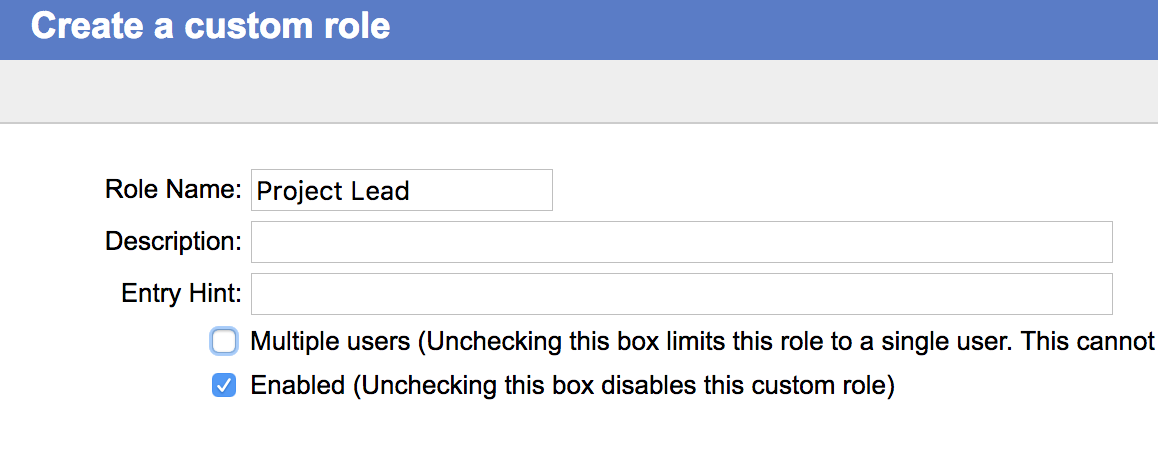 Create a custom role
Role Name: Project Lead
Description:
Entry Hint:
Multiple users (Unchecking this box limits this role to a single user. This cannot
Enabled (Unchecking this box disables this custom role)